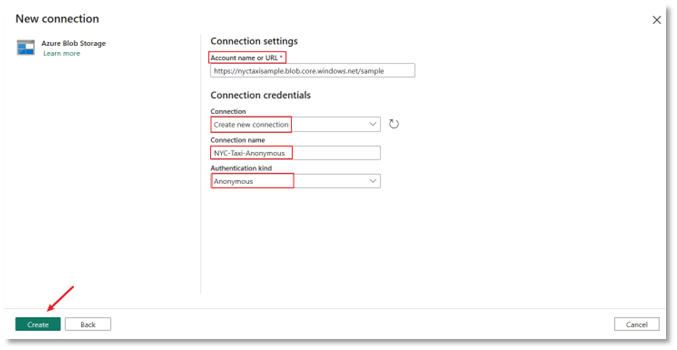 New connection
Azure Blob Storage
Learn more
Connection settings
Account name or URL *
https://nyctaxisample.blob.core.windows.net/sample
Connection credentials
Connection
Create new connection
Connection name
NYC-Taxi-Anonymous
Authentication kind
Anonymous
Create
Back
Cancel